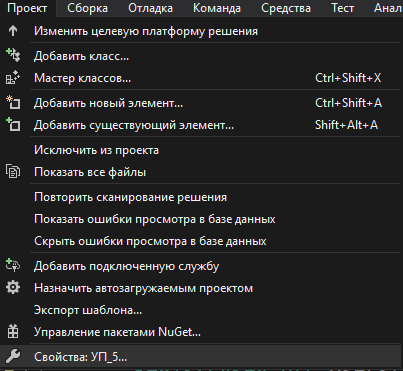 Проект Сборка Отладка Команда Средства Тест Анал
Изменить целевую платформу решения
Добавить класс...
Мастер классов... Ctrl+Shift+X
Добавить новый элемент... Ctrl+Shift+A
Добавить существующий элемент... Shift+Alt+A
Исключить из проекта
Показать все файлы
Повторить сканирование решения
Показать ошибки просмотра в базе данных
Скрыть ошибки просмотра в базе данных
Добавить подключенную службу
Назначить автозагружаемым проектом
Экспорт шаблона...
Управление пакетами NuGet...
Свойства: УП_5...